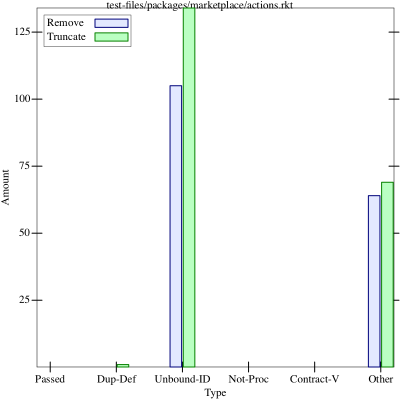 test-files/packages/marketplace/actions.rkt
Remove
Truncate
125
100
75
50
25
Amount
Passed Dup-Def Unbound-ID Not-Proc Contract-V Other
Type